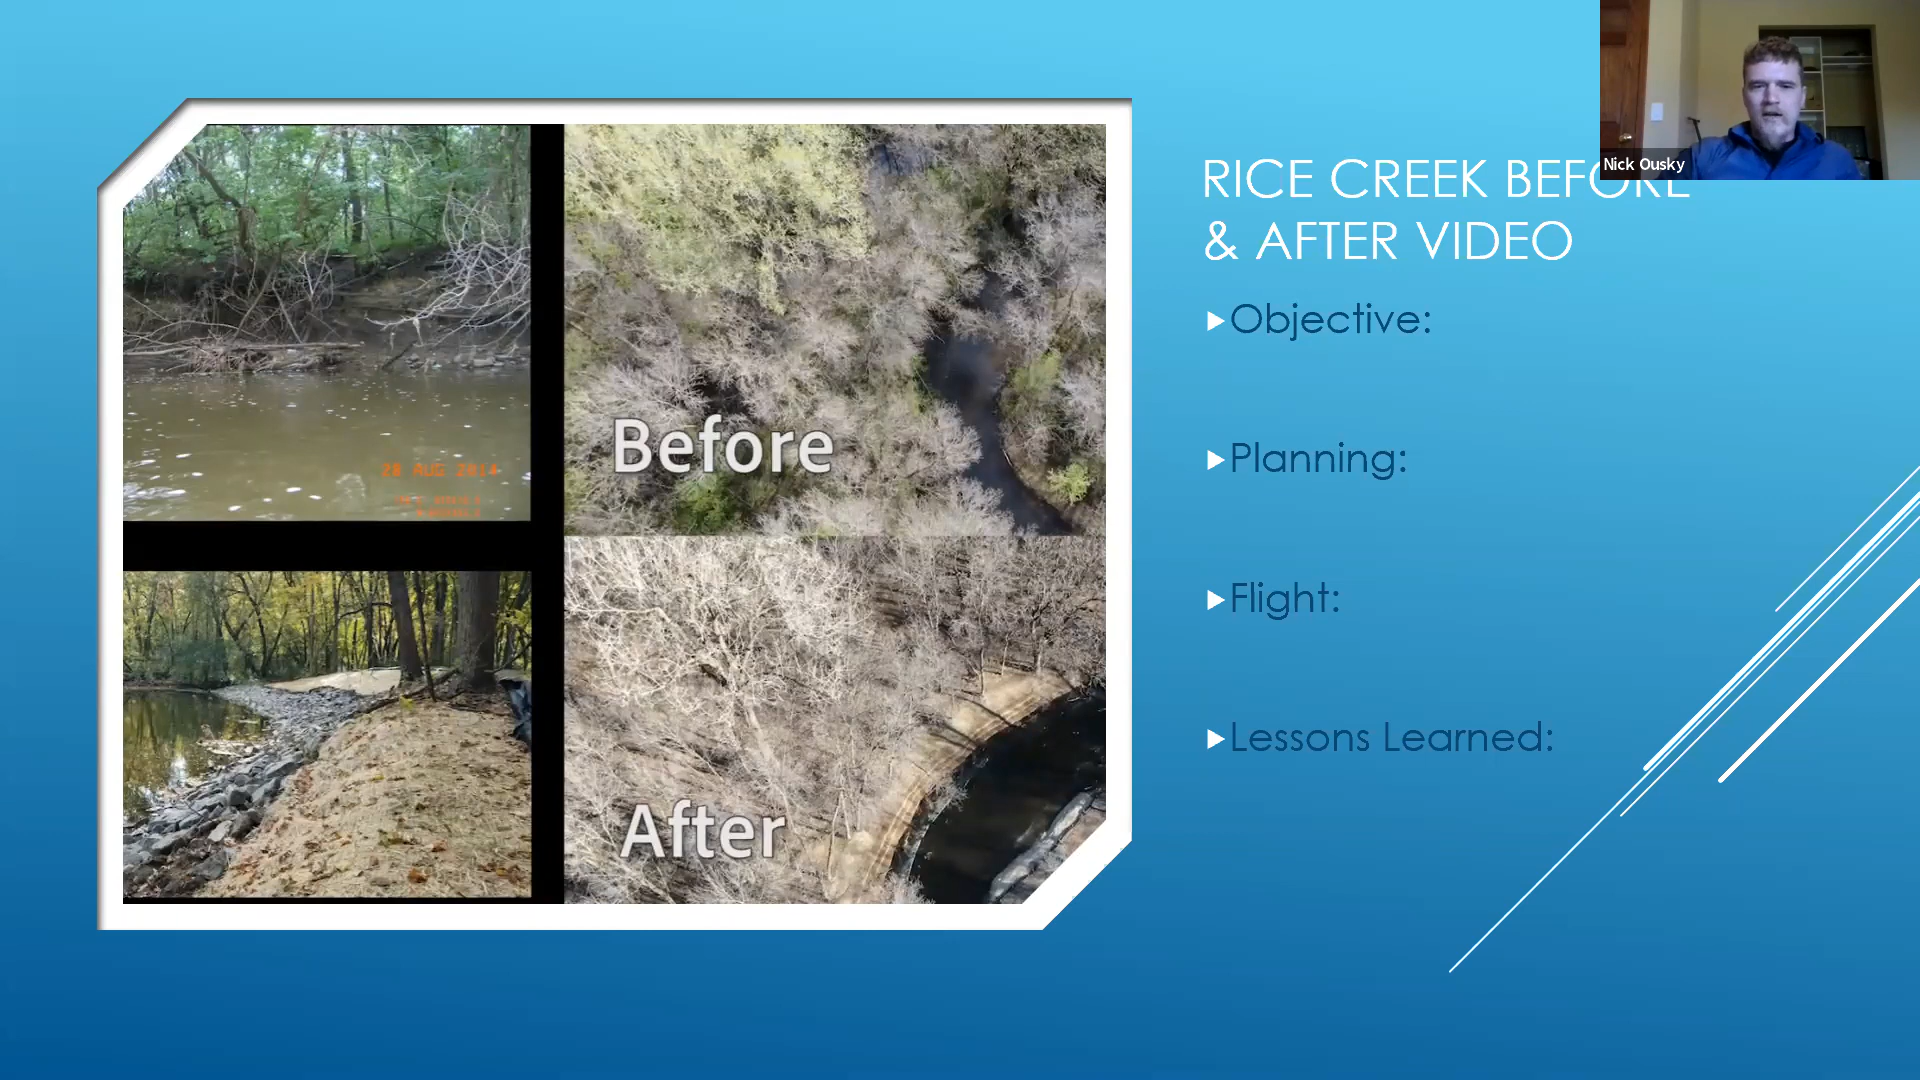 Nick Ousky
RICE CREEK BEFORE
& AFTER VIDEO
Objective:
Planning:
Flight:
Lessons Learned:
Before
28 AUG 2014
After